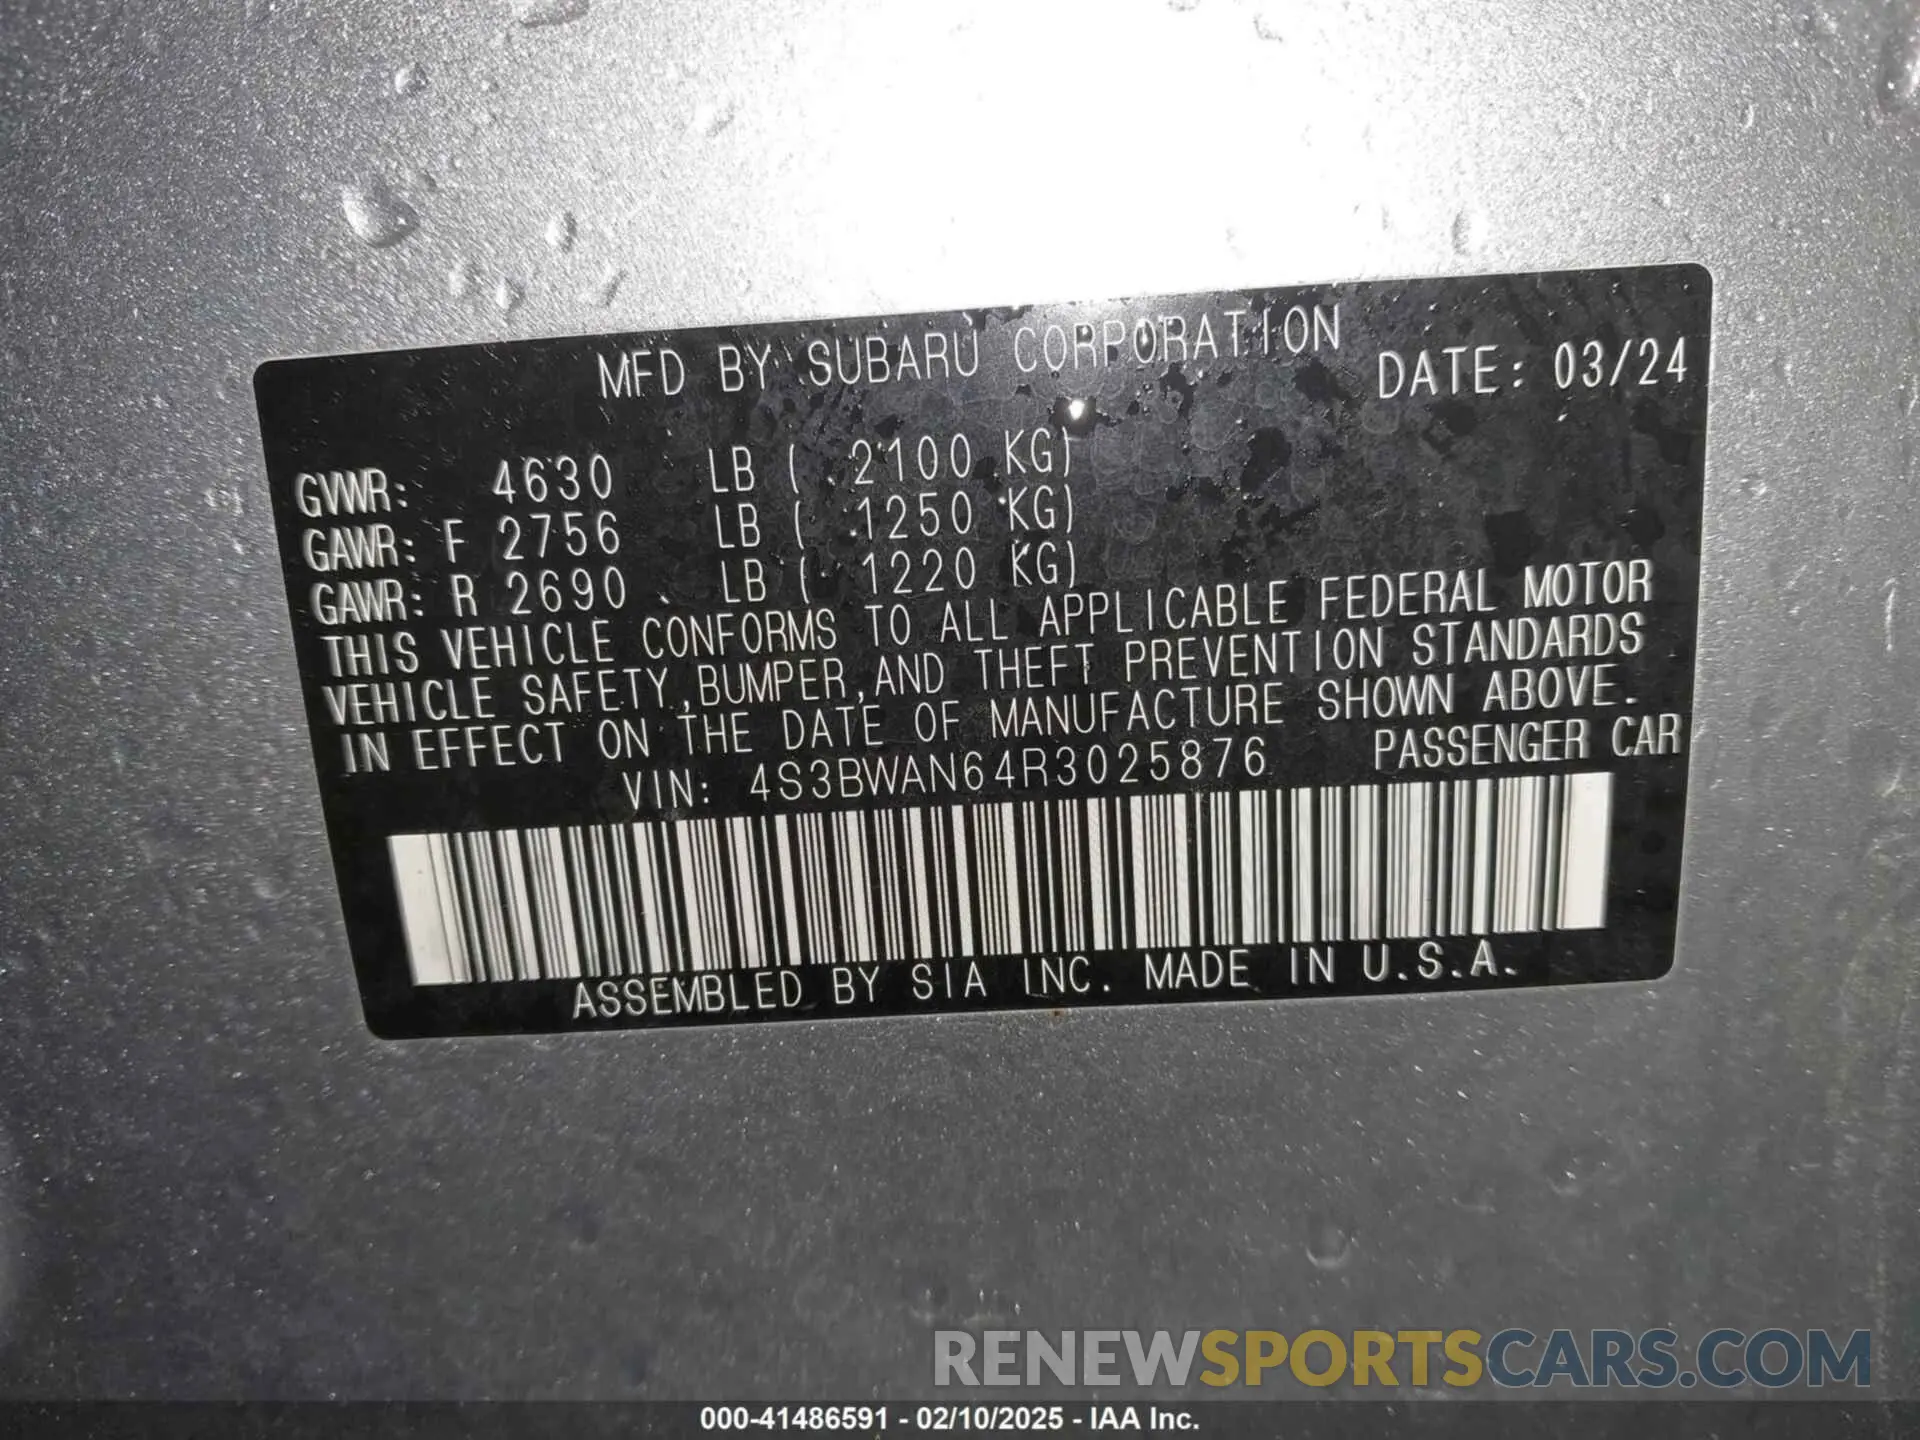 MFD BY SUBARU CORPORATION DATE: 03/24
GVWR: 4630 LB ( 2100 KG)
GAWR: F 2756 LB ( 1250 KG)
GAWR: R 2690 LB ( 1220 KG)
THIS VEHICLE CONFORMS TO ALL APPLICABLE FEDERAL MOTOR
VEHICLE SAFETY,BUMPER,AND THEFT PREVENTION STANDARDS
IN EFFECT ON THE DATE OF MANUFACTURE SHOWN ABOVE.
VIN: 4S3BWAN64R3025876 PASSENGER CAR
ASSEMBLED BY SIA INC. MADE IN U.S.A.
RENEWSPORTSCARS.COM
000-41486591 - 02/10/2025 - IAA Inc.